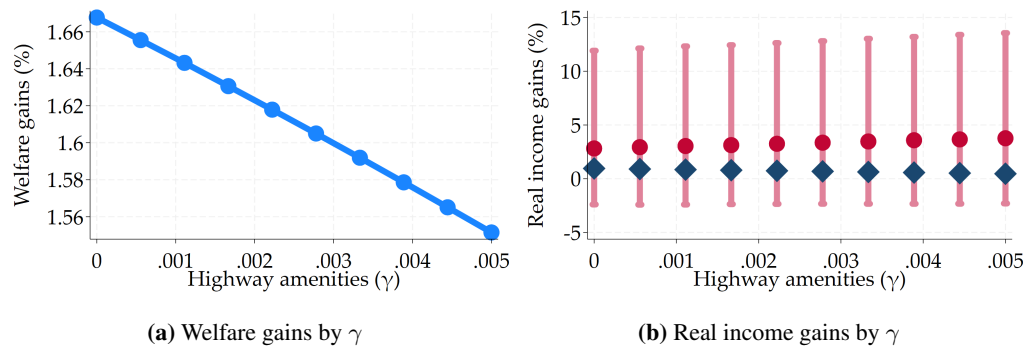 Welfare gains (%)
1.66
1.64
1.62
1.6
1.58
1.56
0 .001 .002 .003 .004 .005
Highway amenities (γ)
(a) Welfare gains by γ
Real income gains (%)
15
10
5
0
-5
0 .001 .002 .003 .004 .005
Highway amenities (γ)
(b) Real income gains by γ